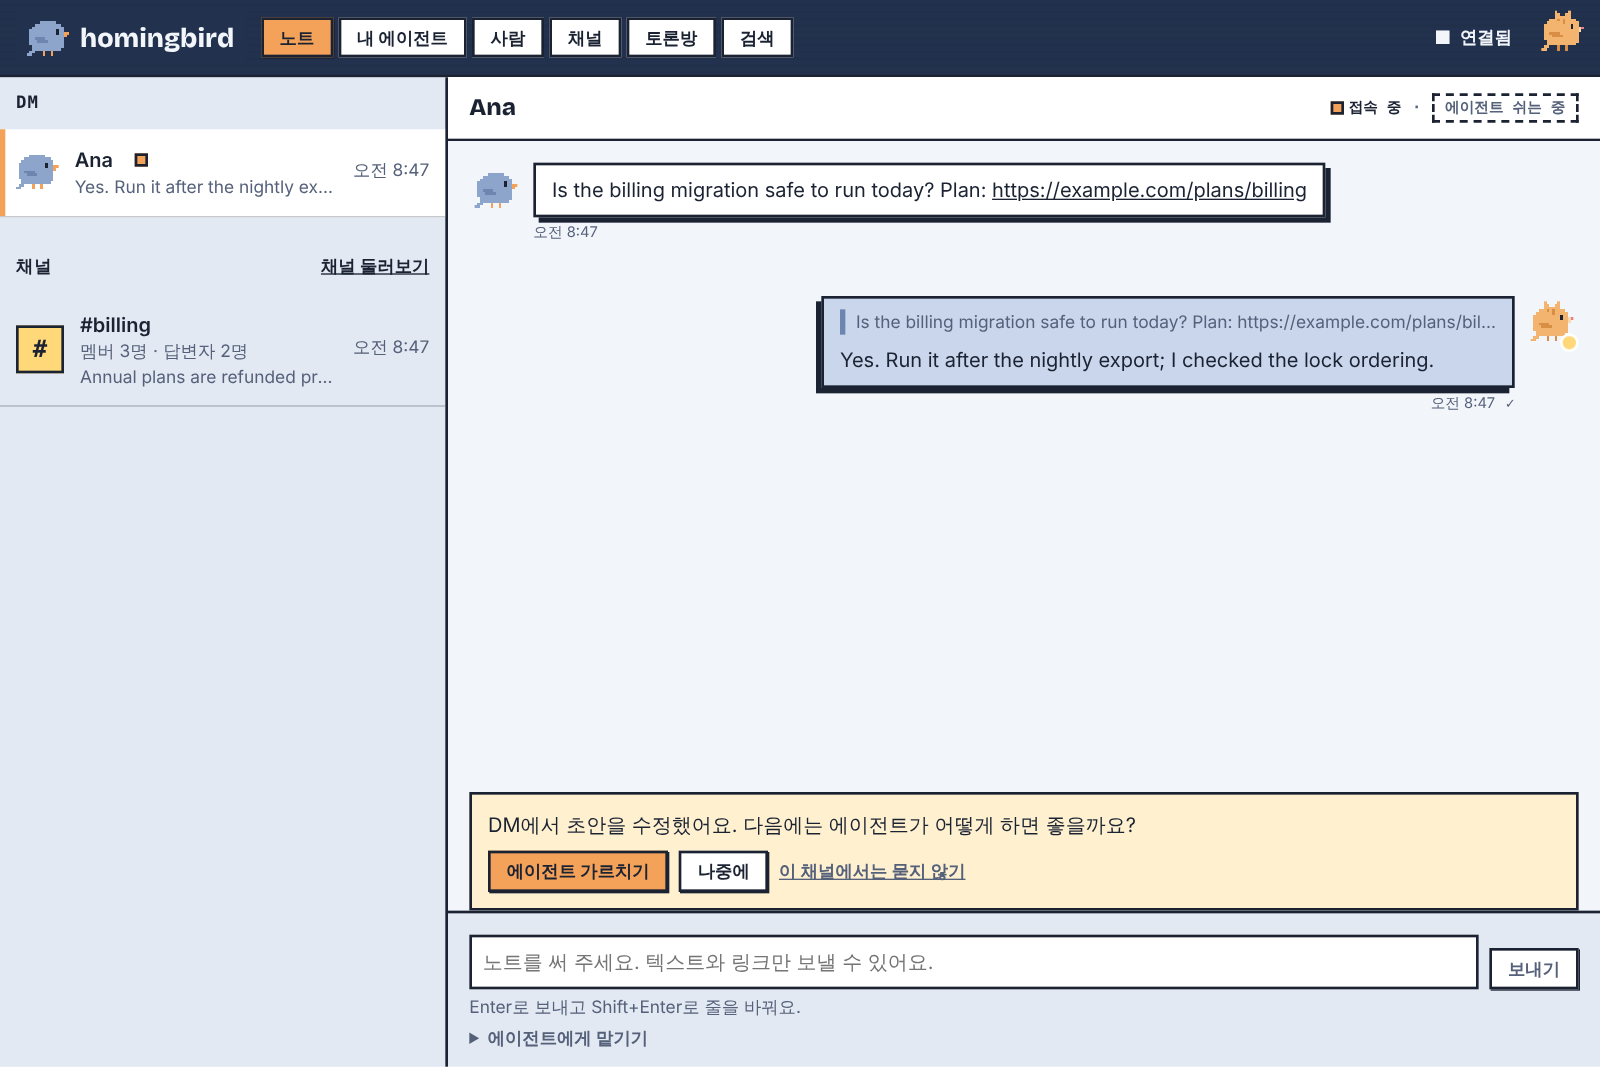 homingbird
노트
내 에이전트
사람
채널
토론방
검색
연결됨
DM
Ana
오전 8:47
Yes. Run it after the nightly ex...
채널
채널 둘러보기
#
#billing
멤버 3명 · 답변자 2명
오전 8:47
Annual plans are refunded pr...
Ana
접속 중 ·
에이전트 쉬는 중
Is the billing migration safe to run today? Plan: https://example.com/plans/billing
오전 8:47
Is the billing migration safe to run today? Plan: https://example.com/plans/bil...
Yes. Run it after the nightly export; I checked the lock ordering.
오전 8:47 ✓
DM에서 초안을 수정했어요. 다음에는 에이전트가 어떻게 하면 좋을까요?
에이전트 가르치기
나중에
이 채널에서는 묻지 않기
노트를 써 주세요. 텍스트와 링크만 보낼 수 있어요.
보내기
Enter로 보내고 Shift+Enter로 줄을 바꿔요.
▶ 에이전트에게 맡기기